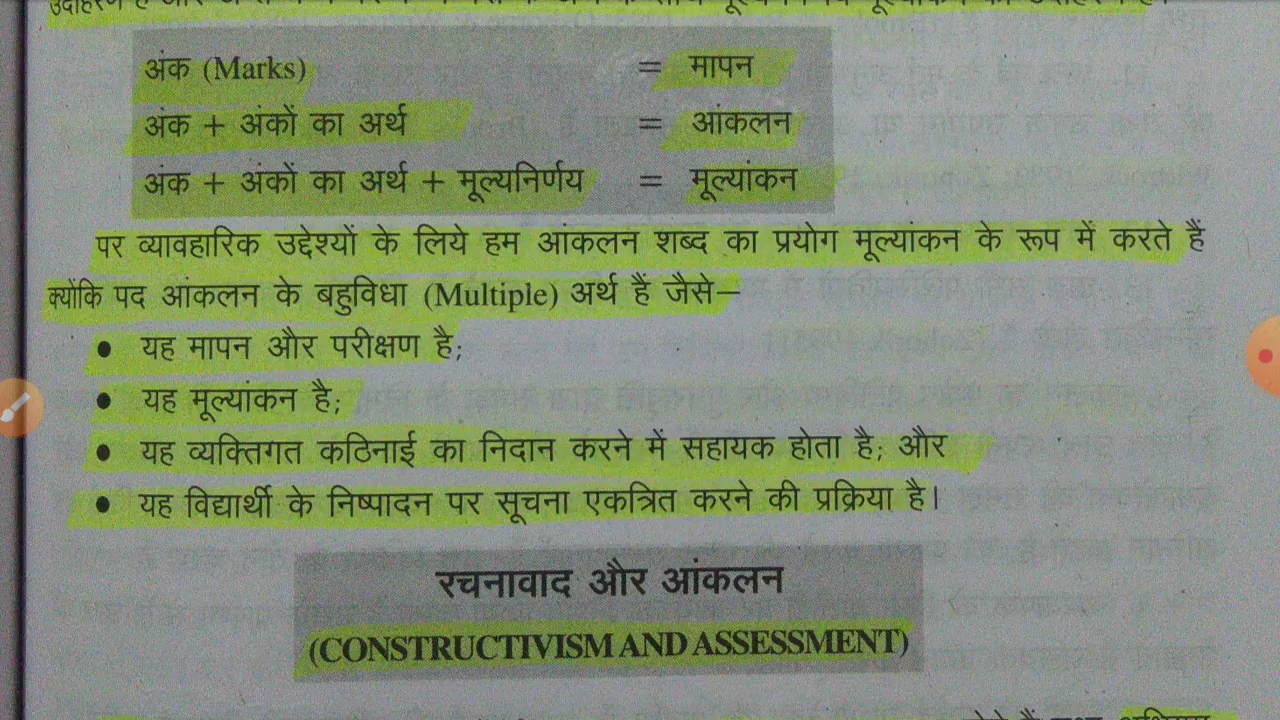 अंक (Marks) = मापन
अंक + अंकों का अर्थ = आंकलन
अंक + अंकों का अर्थ + मूल्यनिर्णय = मूल्यांकन
पर व्यावहारिक उद्देश्यों के लिये हम आंकलन शब्द का प्रयोग मूल्यांकन के रूप में करते हैं
क्योंकि पद आंकलन के बहुविधा (Multiple) अर्थ हैं जैसे—
• यह मापन और परीक्षण है;
• यह मूल्यांकन है;
• यह व्यक्तिगत कठिनाई का निदान करने में सहायक होता है; और
• यह विद्यार्थी के निष्पादन पर सूचना एकत्रित करने की प्रक्रिया है।
रचनावाद और आंकलन
(CONSTRUCTIVISM AND ASSESSMENT)